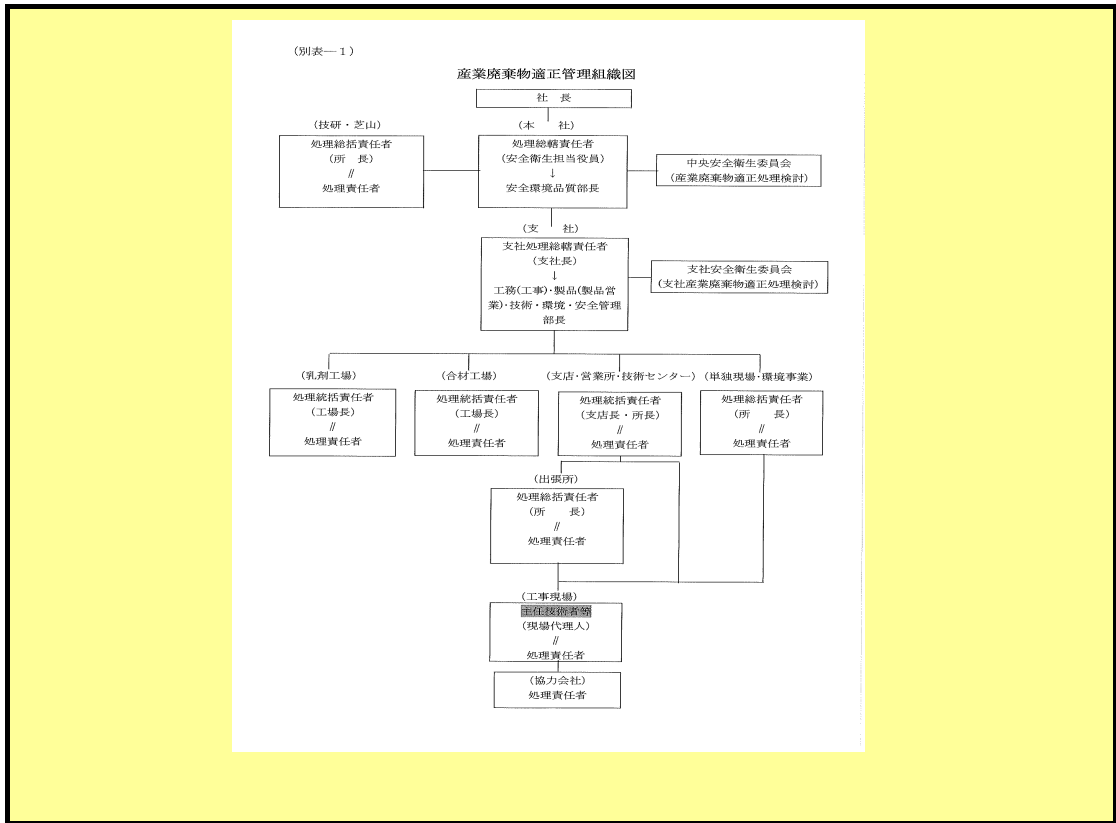 （別表―１）
産業廃棄物適正管理組織図
社　長
（技研・芝山）
処理総括責任者
（所　長）
〃
処理責任者
（本　　社）
処理総轄責任者
（安全衛生担当役員）
↓
安全環境品質部長
中央安全衛生委員会
（産業廃棄物適正処理検討）
（支　　社）
支社処理総轄責任者
（支社長）
↓
工務(工事)・製品(製品営
業)・技術・環境・安全管理
部長
支社安全衛生委員会
（支社産業廃棄物適正処理検討）
（乳剤工場）
処理統括責任者
（工場長）
〃
処理責任者
（合材工場）
処理統括責任者
（工場長）
〃
処理責任者
（支店・営業所・技術センター）
処理統括責任者
（支店長・所長）
〃
処理責任者
（単独現場・環境事業）
処理総括責任者
（所　　長）
〃
処理責任者
（出張所）
処理総括責任者
（所　　長）
〃
処理責任者
（工事現場）
主任技術者等
（現場代理人）
〃
処理責任者
（協力会社）
処理責任者